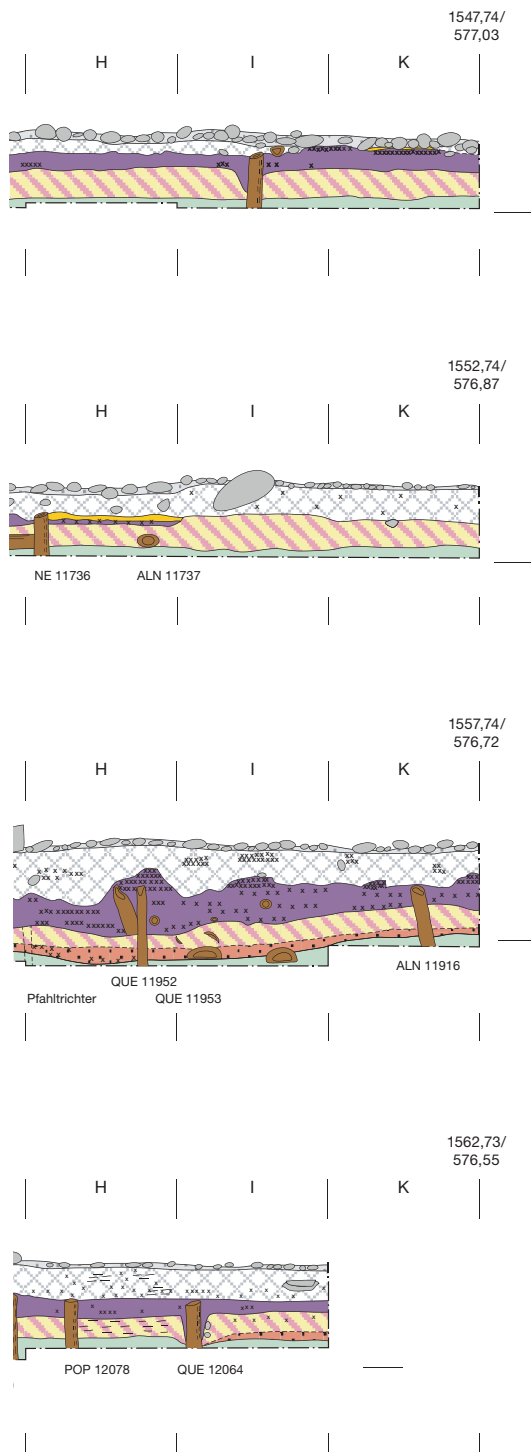 1547,74/
577,03
H I K
1552,74/
576,87
H I K
NE 11736 ALN 11737
1557,74/
576,72
H I K
ALN 11916
QUE 11952
Pfahltrichter QUE 11953
1562,73/
576,55
H I K
POP 12078 QUE 12064